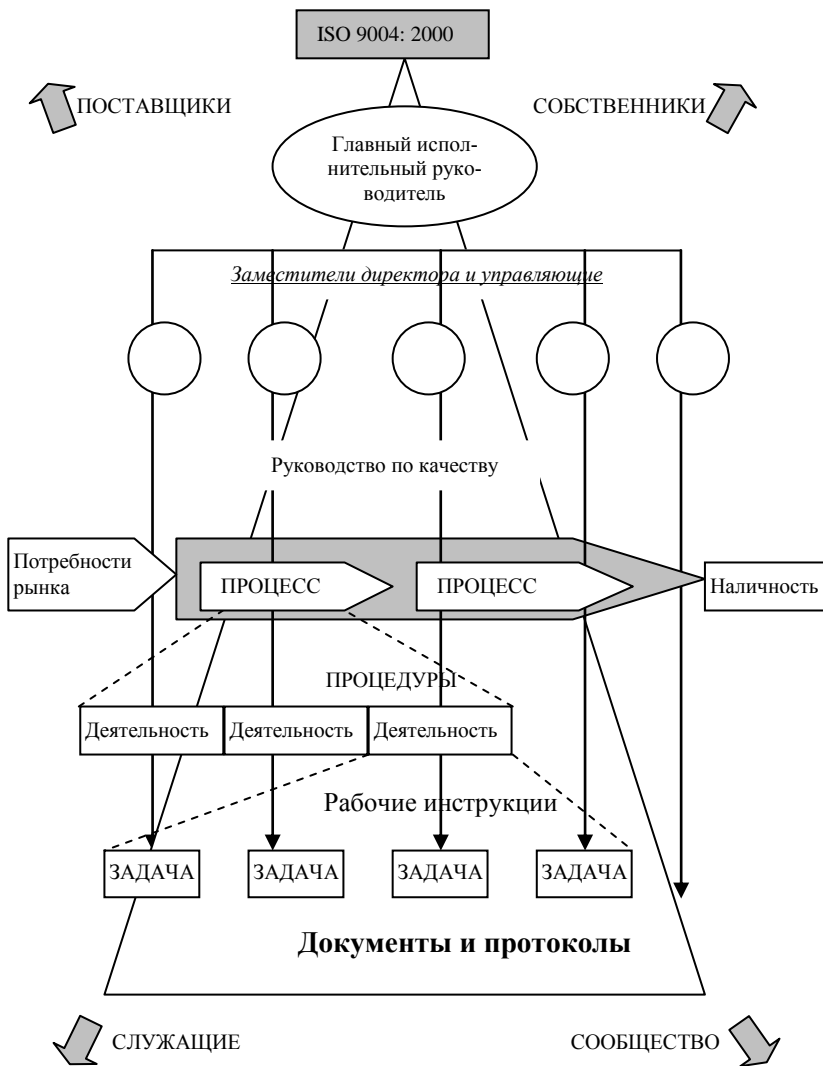 ISO 9004: 2000
ПОСТАВЩИКИ
СОБСТВЕННИКИ
Главный испол-
нительный руко-
водитель
Заместители директора и управляющие
Руководство по качеству
Потребности
рынка
ПРОЦЕСС
ПРОЦЕСС
Наличность
ПРОЦЕДУРЫ
Деятельность
Деятельность
Деятельность
Рабочие инструкции
ЗАДАЧА
ЗАДАЧА
ЗАДАЧА
ЗАДАЧА
Документы и протоколы
СЛУЖАЩИЕ
СООБЩЕСТВО